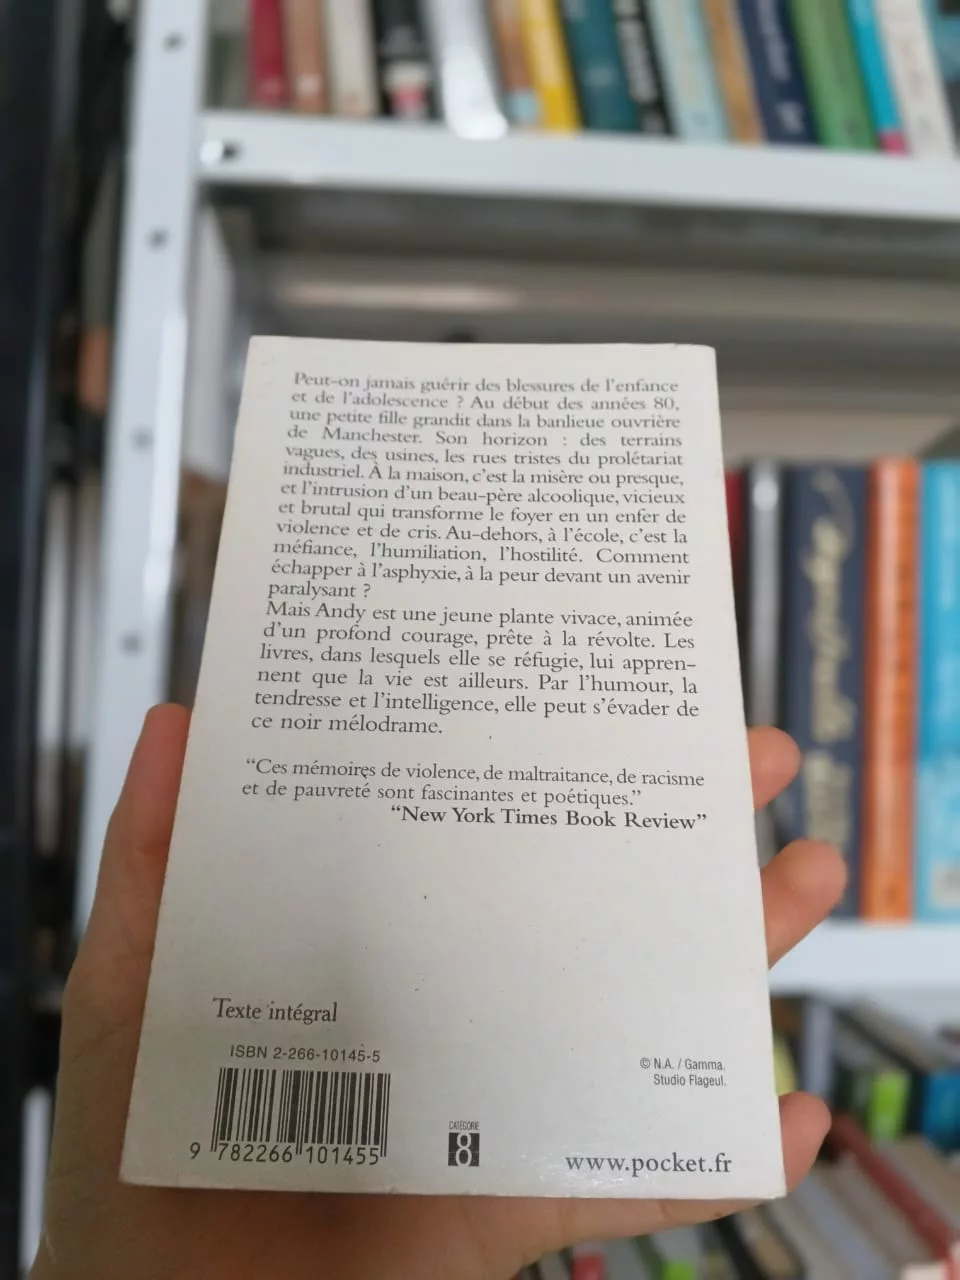 Peut-on jamais guérir des blessures de l'enfance
et de l'adolescence ? Au début des années 80,
une petite fille grandit dans la banlieue ouvrière
de Manchester. Son horizon : des terrains
vagues, des usines, les rues tristes du prolétariat
industriel. À la maison, c'est la misère ou presque,
et l'intrusion d'un beau-père alcoolique, vicieux
et brutal qui transforme le foyer en un enfer de
violence et de cris. Au-dehors, à l'école, c'est la
méfiance, l'humiliation, l'hostilité. Comment
échapper à l'asphyxie, à la peur devant un avenir
paralysant ?
Mais Andy est une jeune plante vivace, animée
d'un profond courage, prête à la révolte. Les
livres, dans lesquels elle se réfugie, lui appren-
nent que la vie est ailleurs. Par l'humour, la
tendresse et l'intelligence, elle peut s'évader de
ce noir mélodrame.
“Ces mémoires de violence, de maltraitance, de racisme
et de pauvreté sont fascinantes et poétiques.”
“New York Times Book Review”
Texte intégral
ISBN 2-266-10145-5
9 782266 101455
CATÉGORIE
8
© N.A. / Gamma.
Studio Flageul.
www.pocket.fr